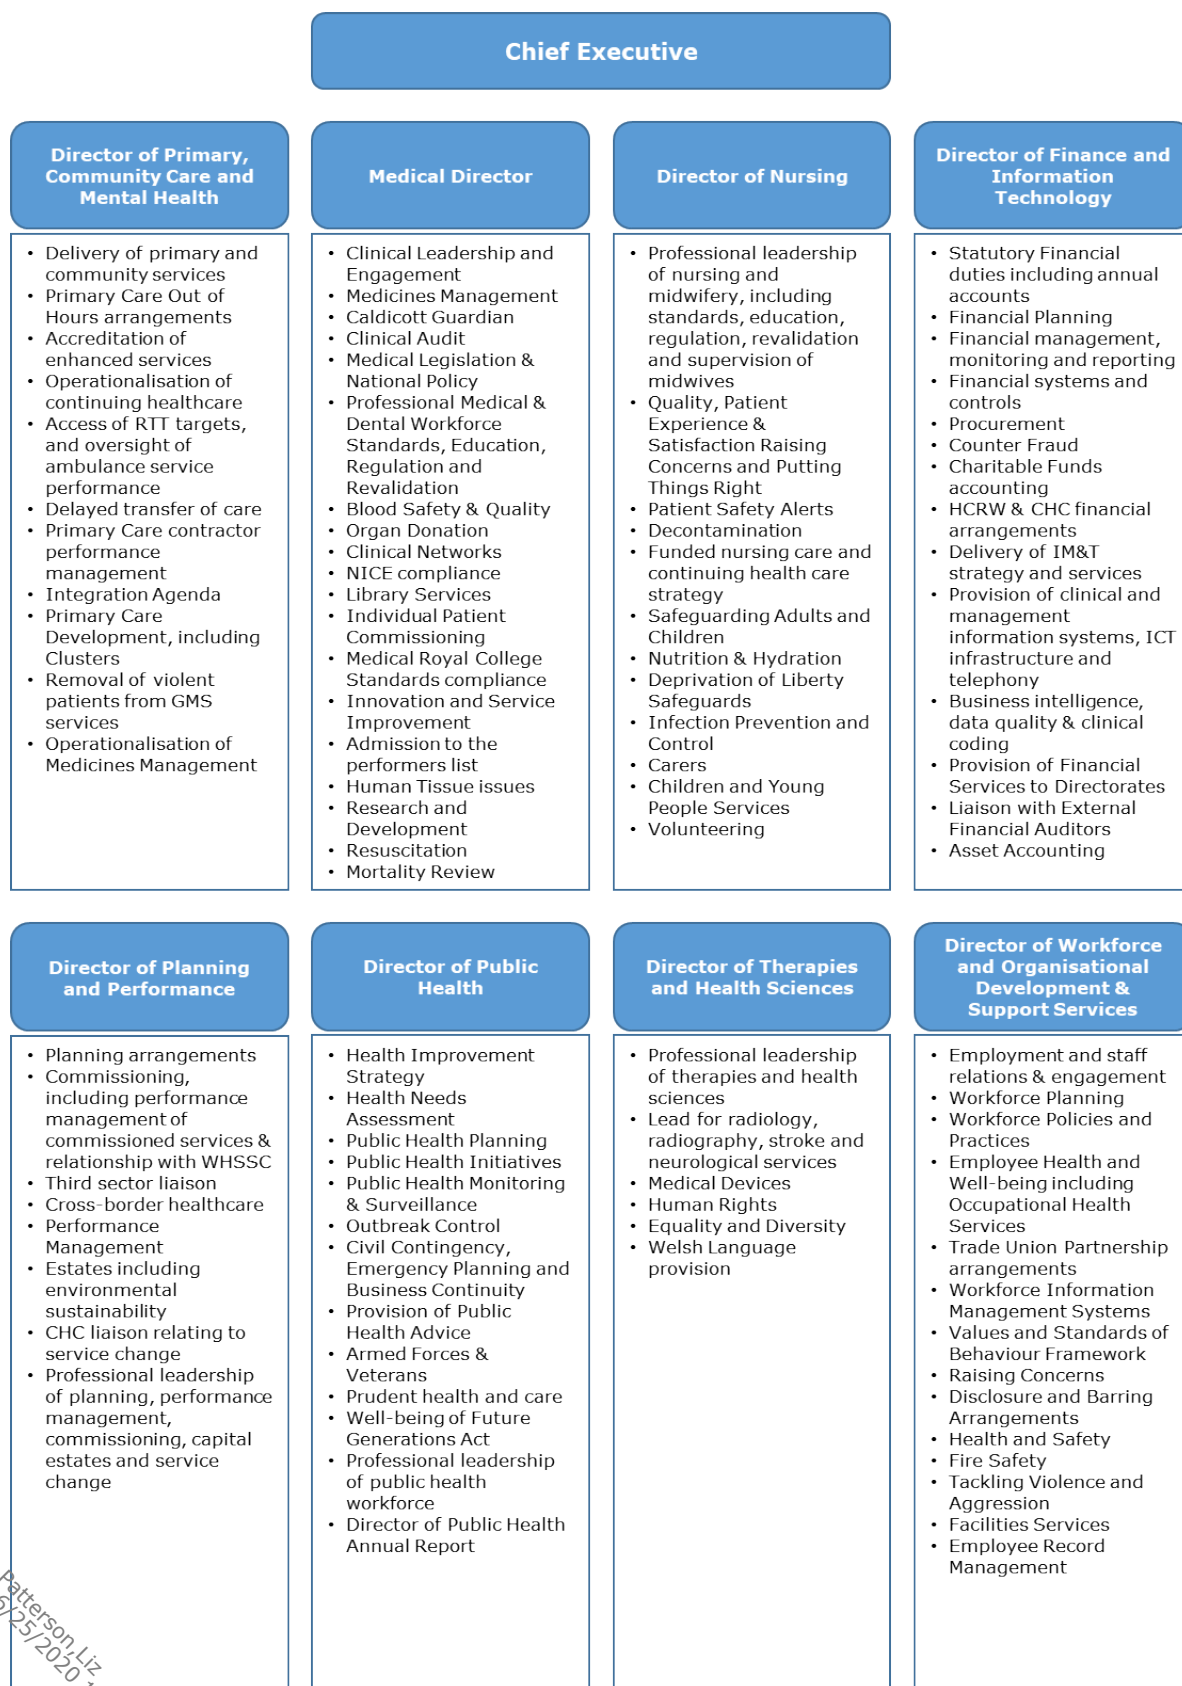 Chief Executive
Director of Primary,
Community Care and
Mental Health
• Delivery of primary and
community services
• Primary Care Out of
Hours arrangements
• Accreditation of
enhanced services
• Operationalisation of
continuing healthcare
• Access of RTT targets,
and oversight of
ambulance service
performance
• Delayed transfer of care
• Primary Care contractor
performance
management
• Integration Agenda
• Primary Care
Development, including
Clusters
• Removal of violent
patients from GMS
services
• Operationalisation of
Medicines Management
Medical Director
• Clinical Leadership and
Engagement
• Medicines Management
• Caldicott Guardian
• Clinical Audit
• Medical Legislation &
National Policy
• Professional Medical &
Dental Workforce
Standards, Education,
Regulation and
Revalidation
• Blood Safety & Quality
• Organ Donation
• Clinical Networks
• NICE compliance
• Library Services
• Individual Patient
Commissioning
• Medical Royal College
Standards compliance
• Innovation and Service
Improvement
• Admission to the
performers list
• Human Tissue issues
• Research and
Development
• Resuscitation
• Mortality Review
Director of Nursing
• Professional leadership
of nursing and
midwifery, including
standards, education,
regulation, revalidation
and supervision of
midwives
• Quality, Patient
Experience &
Satisfaction Raising
Concerns and Putting
Things Right
• Patient Safety Alerts
• Decontamination
• Funded nursing care and
continuing health care
strategy
• Safeguarding Adults and
Children
• Nutrition & Hydration
• Deprivation of Liberty
Safeguards
• Infection Prevention and
Control
• Carers
• Children and Young
People Services
• Volunteering
Director of Finance and
Information
Technology
• Statutory Financial
duties including annual
accounts
• Financial Planning
• Financial management,
monitoring and reporting
• Financial systems and
controls
• Procurement
• Counter Fraud
• Charitable Funds
accounting
• HCRW & CHC financial
arrangements
• Delivery of IM&T
strategy and services
• Provision of clinical and
management
information systems, ICT
infrastructure and
telephony
• Business intelligence,
data quality & clinical
coding
• Provision of Financial
Services to Directorates
• Liaison with External
Financial Auditors
• Asset Accounting
Director of Planning
and Performance
• Planning arrangements
• Commissioning,
including performance
management of
commissioned services &
relationship with WHSSC
• Third sector liaison
• Cross-border healthcare
• Performance
Management
• Estates including
environmental
sustainability
• CHC liaison relating to
service change
• Professional leadership
of planning, performance
management,
commissioning, capital
estates and service
change
Director of Public
Health
• Health Improvement
Strategy
• Health Needs
Assessment
• Public Health Planning
• Public Health Initiatives
• Public Health Monitoring
& Surveillance
• Outbreak Control
• Civil Contingency,
Emergency Planning and
Business Continuity
• Provision of Public
Health Advice
• Armed Forces &
Veterans
• Prudent health and care
• Well-being of Future
Generations Act
• Professional leadership
of public health
workforce
• Director of Public Health
Annual Report
Director of Therapies
and Health Sciences
• Professional leadership
of therapies and health
sciences
• Lead for radiology,
radiography, stroke and
neurological services
• Medical Devices
• Human Rights
• Equality and Diversity
• Welsh Language
provision
Director of Workforce
and Organisational
Development &
Support Services
• Employment and staff
relations & engagement
• Workforce Planning
• Workforce Policies and
Practices
• Employee Health and
Well-being including
Occupational Health
Services
• Trade Union Partnership
arrangements
• Workforce Information
Management Systems
• Values and Standards of
Behaviour Framework
• Raising Concerns
• Disclosure and Barring
Arrangements
• Health and Safety
• Fire Safety
• Tackling Violence and
Aggression
• Facilities Services
• Employee Record
Management
Patterson,Liz
6/25/2020